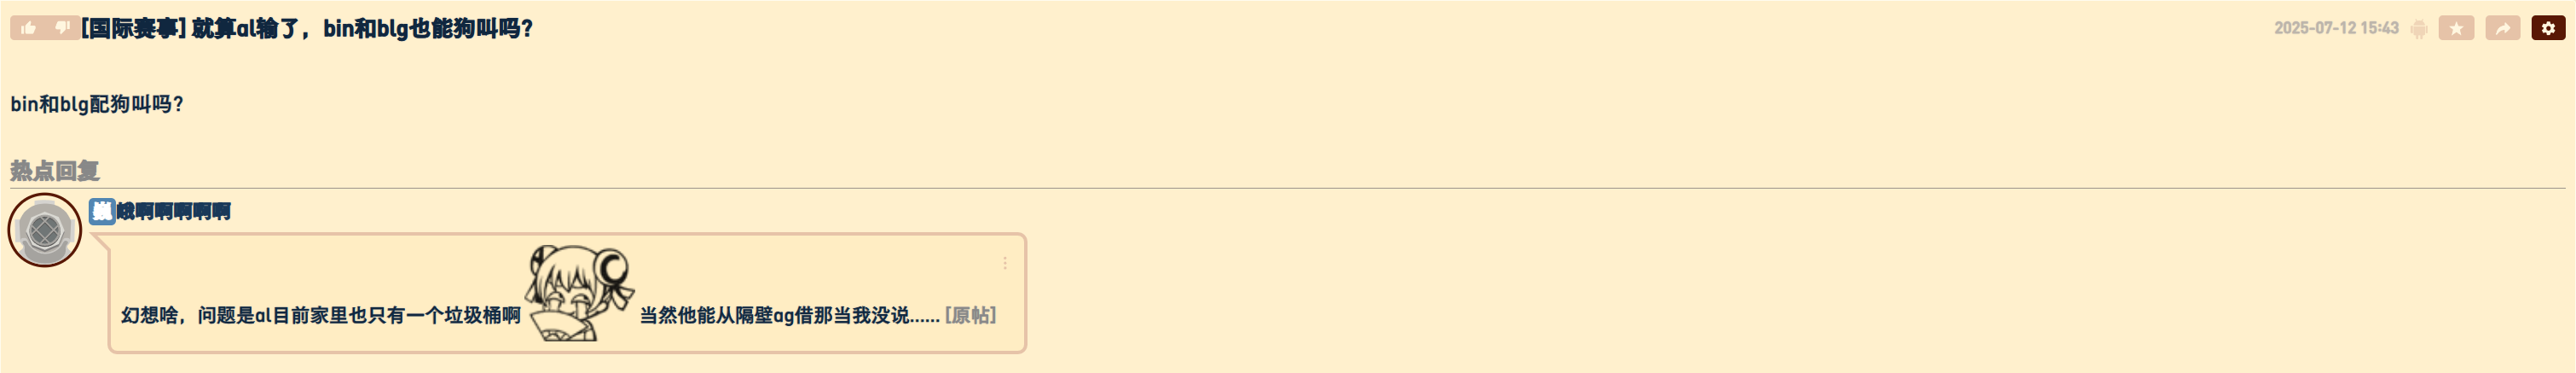 [国际赛事] 就算al输了，bin和blg也能狗叫吗?
2025-07-12 15:43
bin和blg配狗叫吗?
热点回复
峨啊啊啊啊啊
幻想啥，问题是al目前家里也只有一个垃圾桶啊 当然他能从隔壁ag借那当我没说...... [原帖]